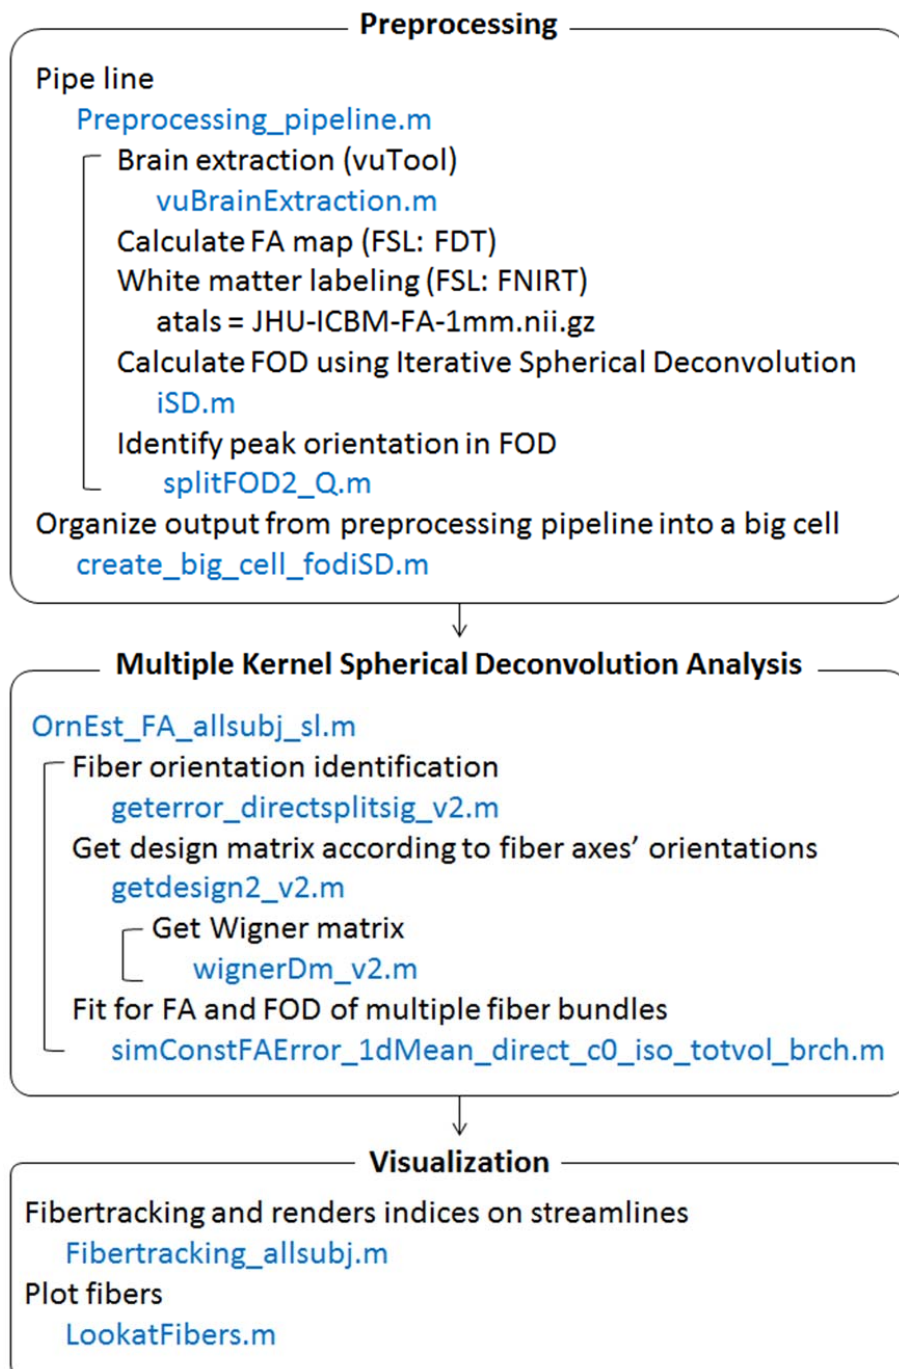 Preprocessing
Pipe line
Preprocessing_pipeline.m
Brain extraction (vuTool)
vuBrainExtraction.m
Calculate FA map (FSL: FDT)
White matter labeling (FSL: FNIRT)
atals = JHU-ICBM-FA-1mm.nii.gz
Calculate FOD using Iterative Spherical Deconvolution
iSD.m
Identify peak orientation in FOD
splitFOD2_Q.m
Organize output from preprocessing pipeline into a big cell
create_big_cell_fodiSD.m
Multiple Kernel Spherical Deconvolution Analysis
OrnEst_FA_allsubj_sl.m
Fiber orientation identification
geterror_directsplitsig_v2.m
Get design matrix according to fiber axes’ orientations
getdesign2_v2.m
Get Wigner matrix
wignerDm_v2.m
Fit for FA and FOD of multiple fiber bundles
simConstFAError_1dMean_direct_c0_iso_totvol_brch.m
Visualization
Fibertracking and renders indices on streamlines
Fibertracking_allsubj.m
Plot fibers
LookatFibers.m